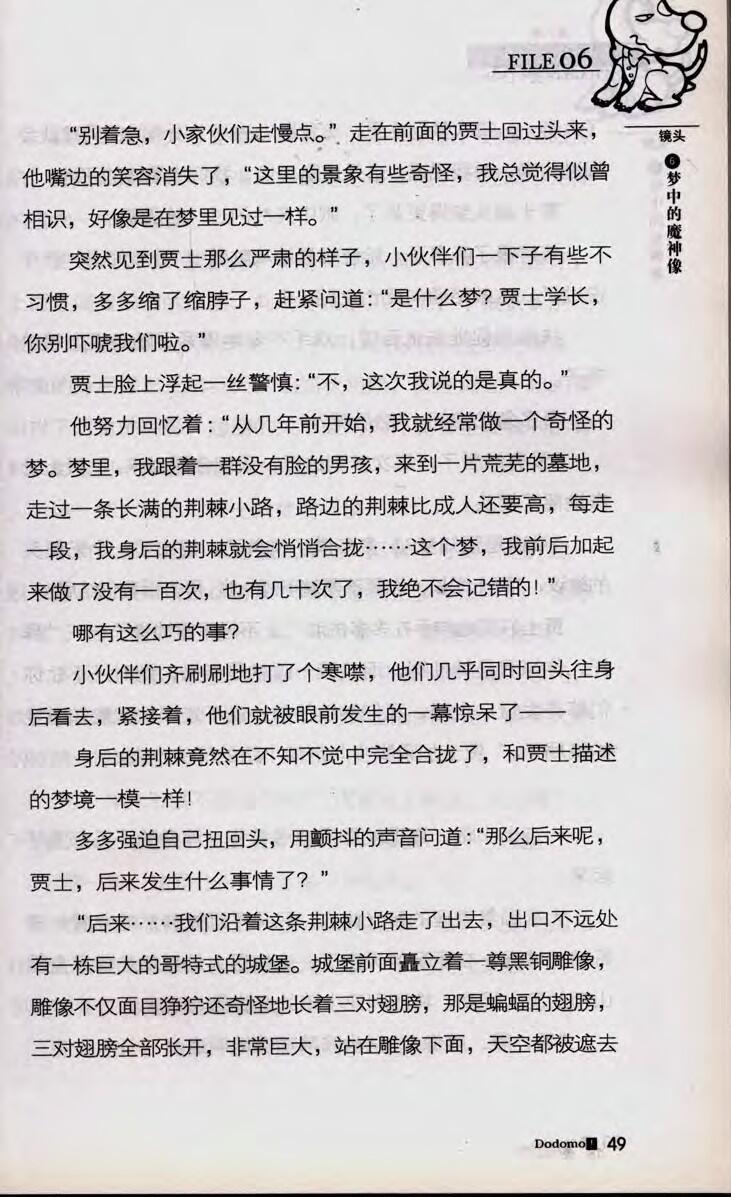 FILE 06
镜头
❻梦中的魔神像
“别着急，小家伙们走慢点。”走在前面的贾士回过头来，
他嘴边的笑容消失了，“这里的景象有些奇怪，我总觉得似曾
相识，好像是在梦里见过一样。”
突然见到贾士那么严肃的样子，小伙伴们一下子有些不
习惯，多多缩了缩脖子，赶紧问道：“是什么梦？贾士学长，
你别吓唬我们啦。”
贾士脸上浮起一丝警慎：“不，这次我说的是真的。”
他努力回忆着：“从几年前开始，我就经常做一个奇怪的
梦。梦里，我跟着一群没有脸的男孩，来到一片荒芜的墓地，
走过一条长满的荆棘小路，路边的荆棘比成人还要高，每走
一段，我身后的荆棘就会悄悄合拢……这个梦，我前后加起
来做了没有一百次，也有几十次了，我绝不会记错的！”
哪有这么巧的事？
小伙伴们齐刷刷地打了个寒噤，他们几乎同时回头往身
后看去，紧接着，他们就被眼前发生的一幕惊呆了——
身后的荆棘竟然在不知不觉中完全合拢了，和贾士描述
的梦境一模一样！
多多强迫自己扭回头，用颤抖的声音问道：“那么后来呢，
贾士，后来发生什么事情了？”
“后来……我们沿着这条荆棘小路走了出去，出口不远处
有一栋巨大的哥特式的城堡。城堡前面矗立着一尊黑铜雕像，
雕像不仅面目狰狞还奇怪地长着三对翅膀，那是蝙蝠的翅膀，
三对翅膀全部张开，非常巨大，站在雕像下面，天空都被遮去
Dodomo! 49